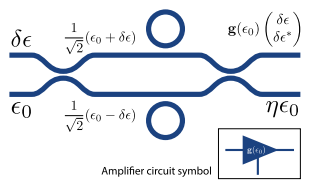 δϵ
1/√2 (ϵ₀ + δϵ)
g(ϵ₀) (δϵ
δϵ*)
ϵ₀
1/√2 (ϵ₀ − δϵ)
ηϵ₀
g(ϵ₀)
Amplifier circuit symbol